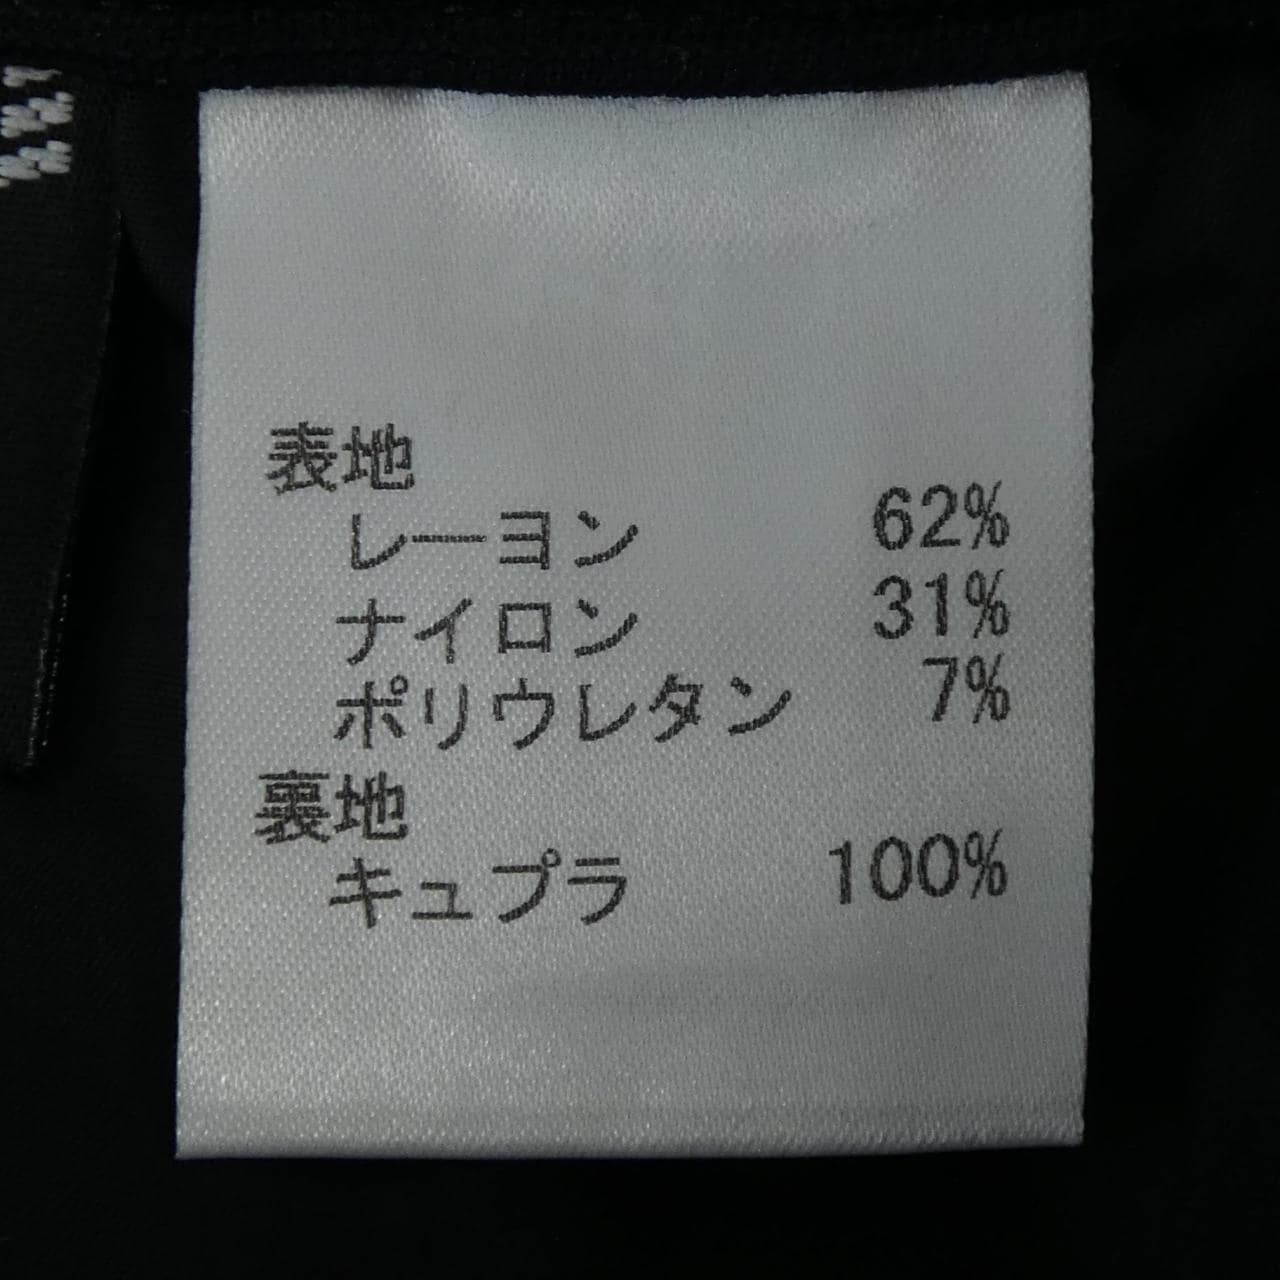 表地
レーヨン 62%
ナイロン 31%
ポリウレタン 7%
裏地
キュプラ 100%